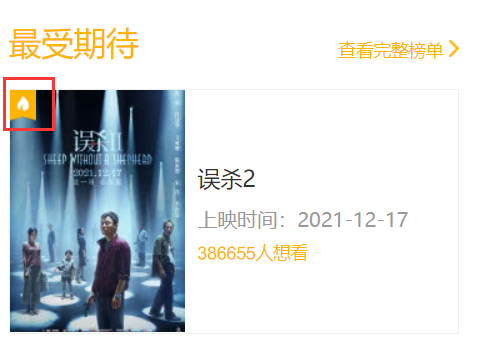 最受期待
查看完整榜单
误杀II
SHEEP WITHOUT A SHEPHERD
2021.12.17
误杀2
上映时间：2021-12-17
386655人想看